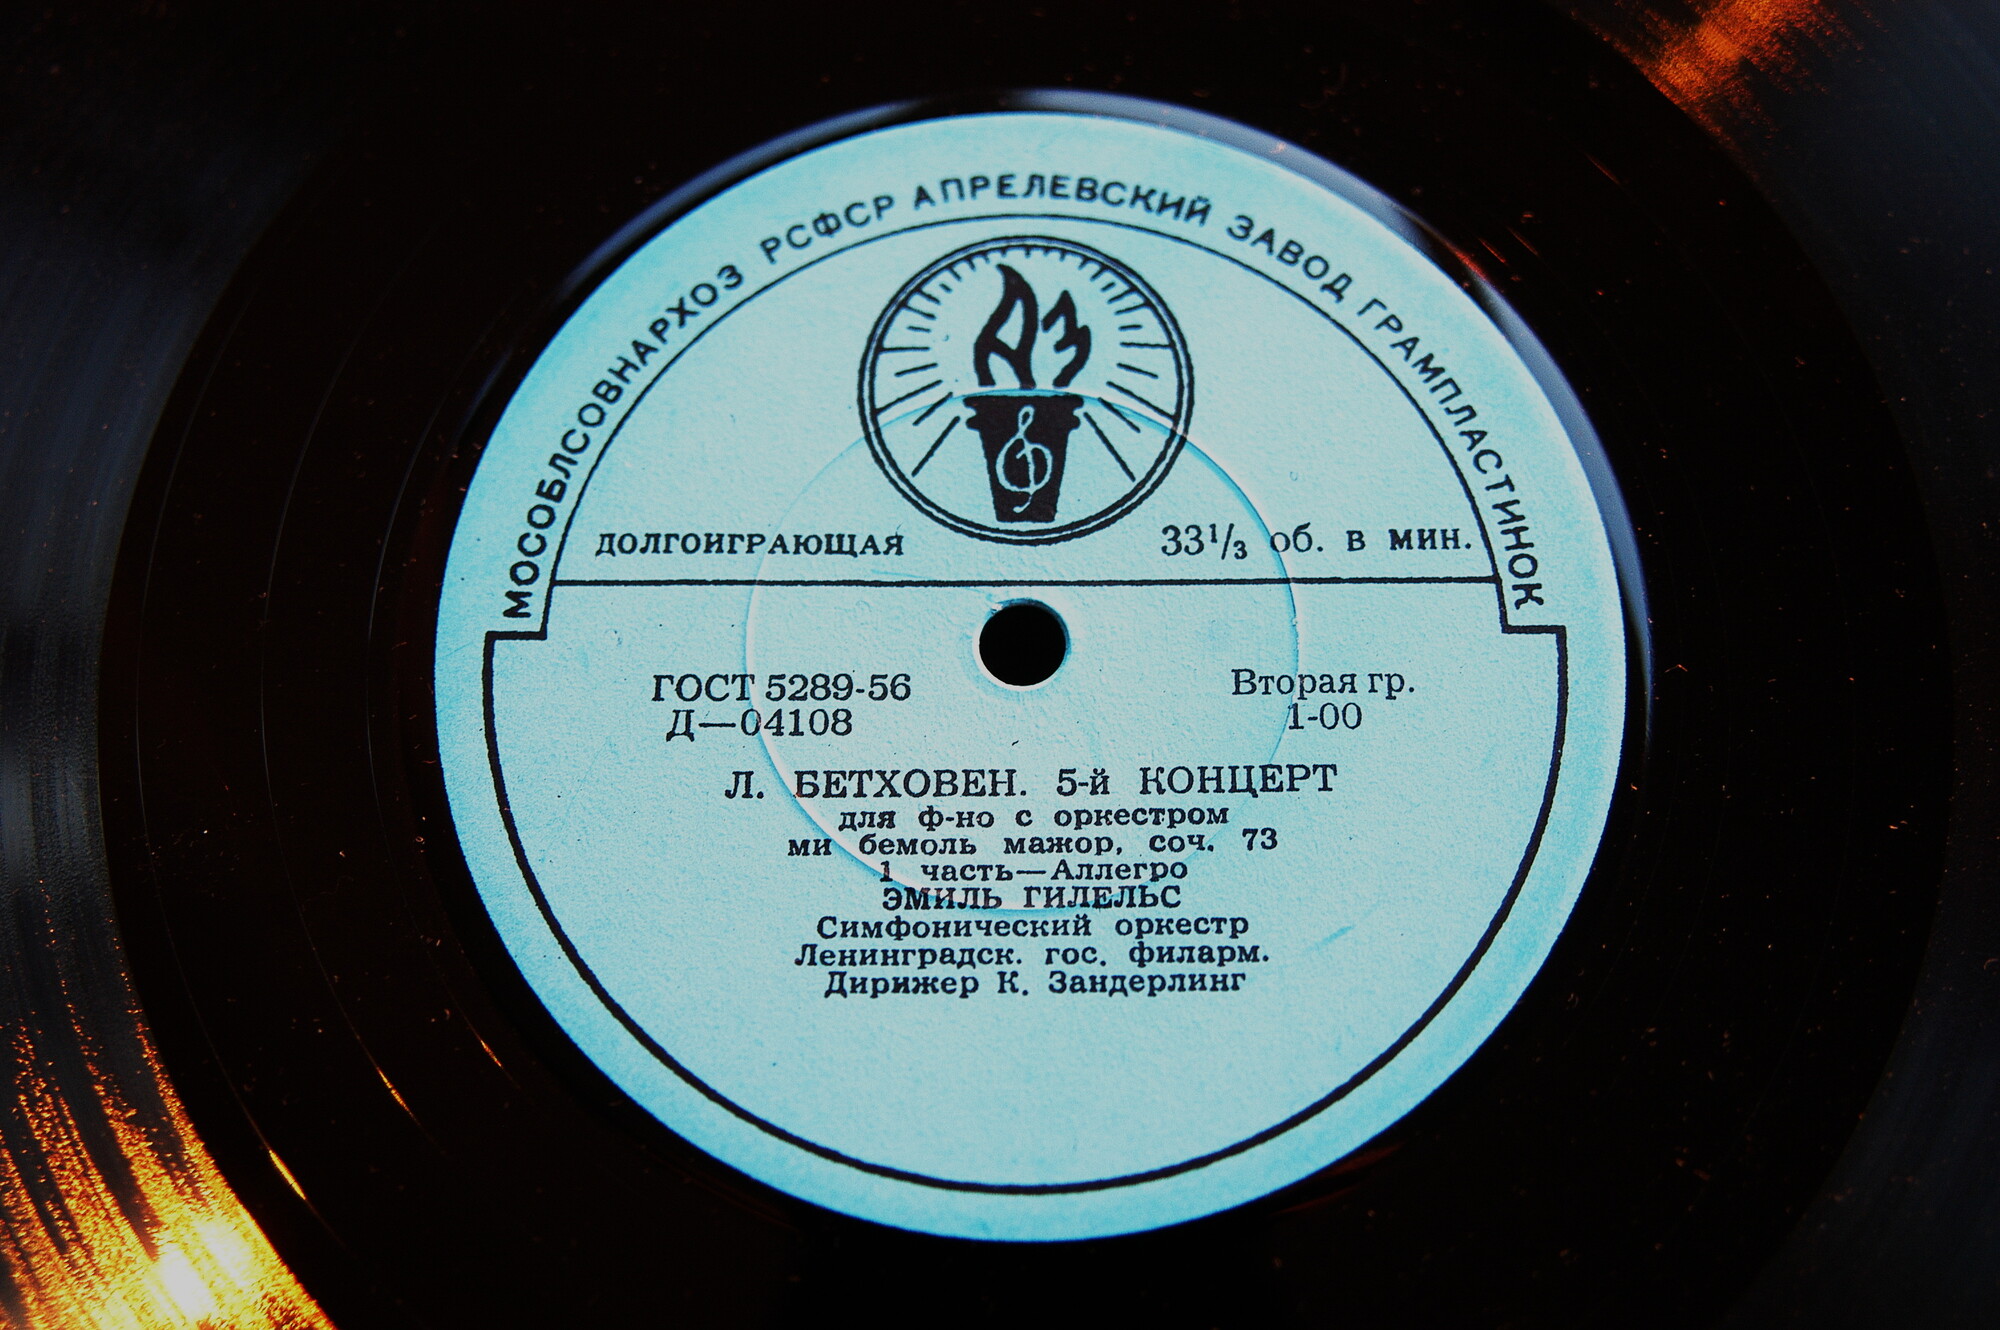 МОСОБЛСОВНАРХОЗ РСФСР АПРЕЛЕВСКИЙ ЗАВОД ГРАМПЛАСТИНОК
АЗ
ДОЛГОИГРАЮЩАЯ 33¹/₃ об. в мин.
ГОСТ 5289-56 Вторая гр.
Д—04108 1-00
Л. БЕТХОВЕН. 5-й КОНЦЕРТ
для ф-но с оркестром
ми бемоль мажор, соч. 73
1 часть—Аллегро
ЭМИЛЬ ГИЛЕЛЬС
Симфонический оркестр
Ленинградск. гос. филарм.
Дирижер К. Зандерлинг